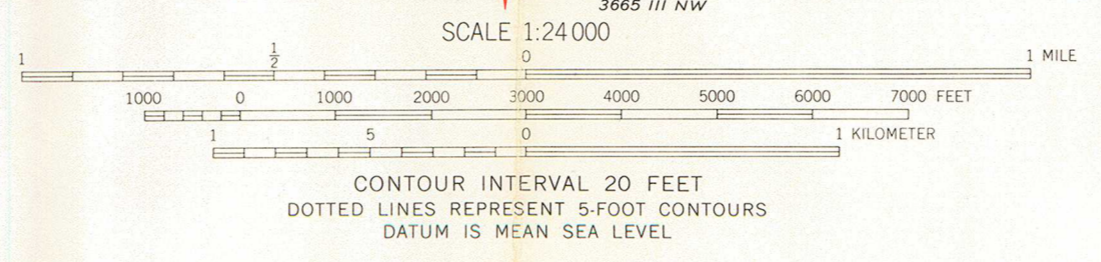 3665 III NW
SCALE 1:24 000
1 1/2 0 1 MILE
1000 0 1000 2000 3000 4000 5000 6000 7000 FEET
1 5 0 1 KILOMETER
CONTOUR INTERVAL 20 FEET
DOTTED LINES REPRESENT 5-FOOT CONTOURS
DATUM IS MEAN SEA LEVEL